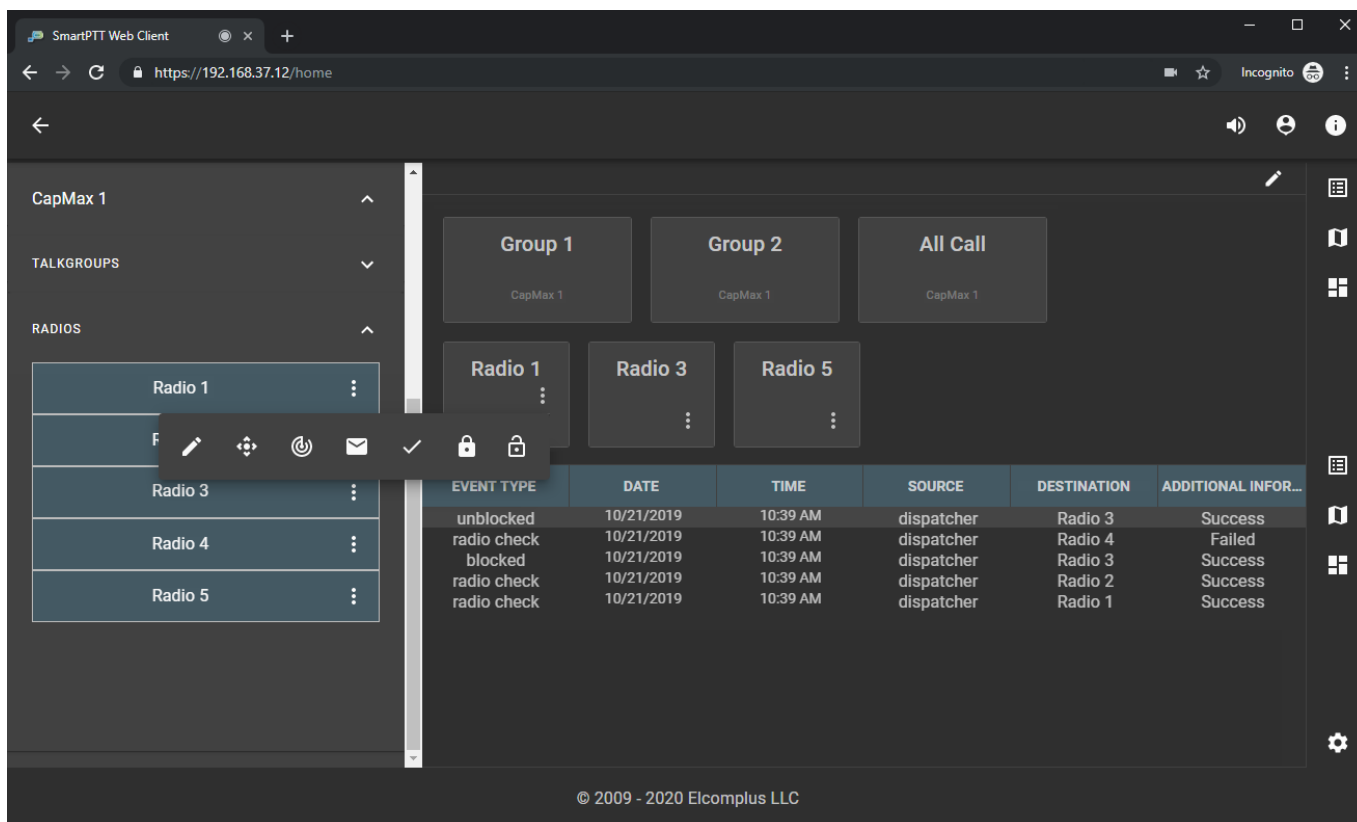 SmartPTT Web Client
https://192.168.37.12/home
Incognito
CapMax 1
TALKGROUPS
RADIOS
Radio 1
Radio 3
Radio 4
Radio 5
Group 1
CapMax 1
Group 2
CapMax 1
All Call
CapMax 1
Radio 1
Radio 3
Radio 5
EVENT TYPE DATE TIME SOURCE DESTINATION ADDITIONAL INFOR...
unblocked 10/21/2019 10:39 AM dispatcher Radio 3 Success
radio check 10/21/2019 10:39 AM dispatcher Radio 4 Failed
blocked 10/21/2019 10:39 AM dispatcher Radio 3 Success
radio check 10/21/2019 10:39 AM dispatcher Radio 2 Success
radio check 10/21/2019 10:39 AM dispatcher Radio 1 Success
© 2009 - 2020 Elcomplus LLC